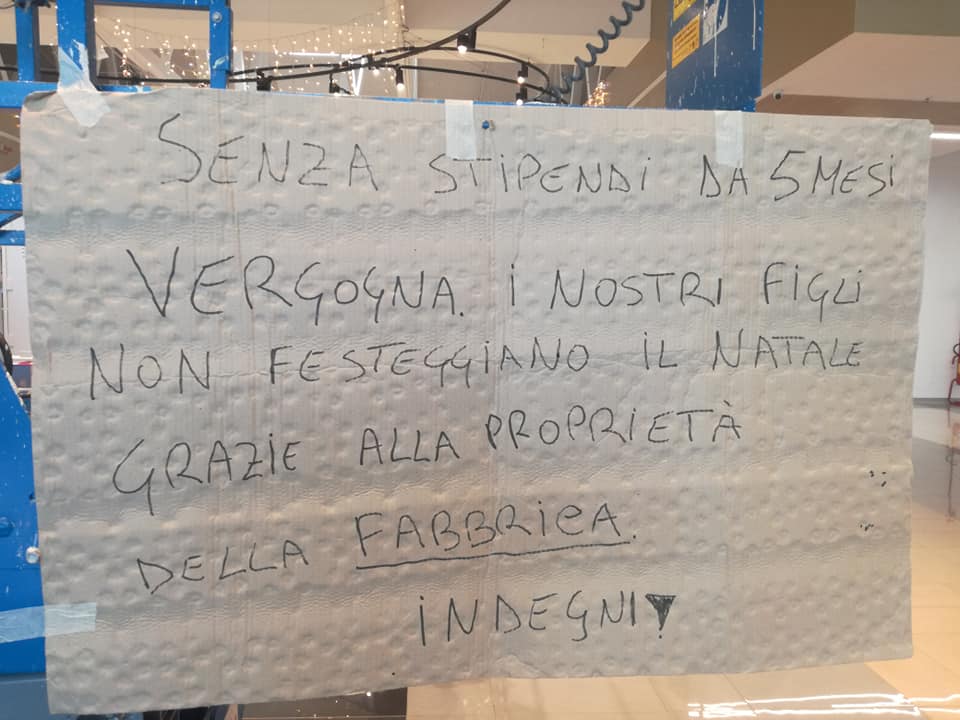 SENZA STIPENDI DA 5 MESI
VERGOGNA. I NOSTRI FIGLI
NON FESTEGGIANO IL NATALE
GRAZIE ALLA PROPRIETÀ
DELLA FABBRICA.
INDEGNI!